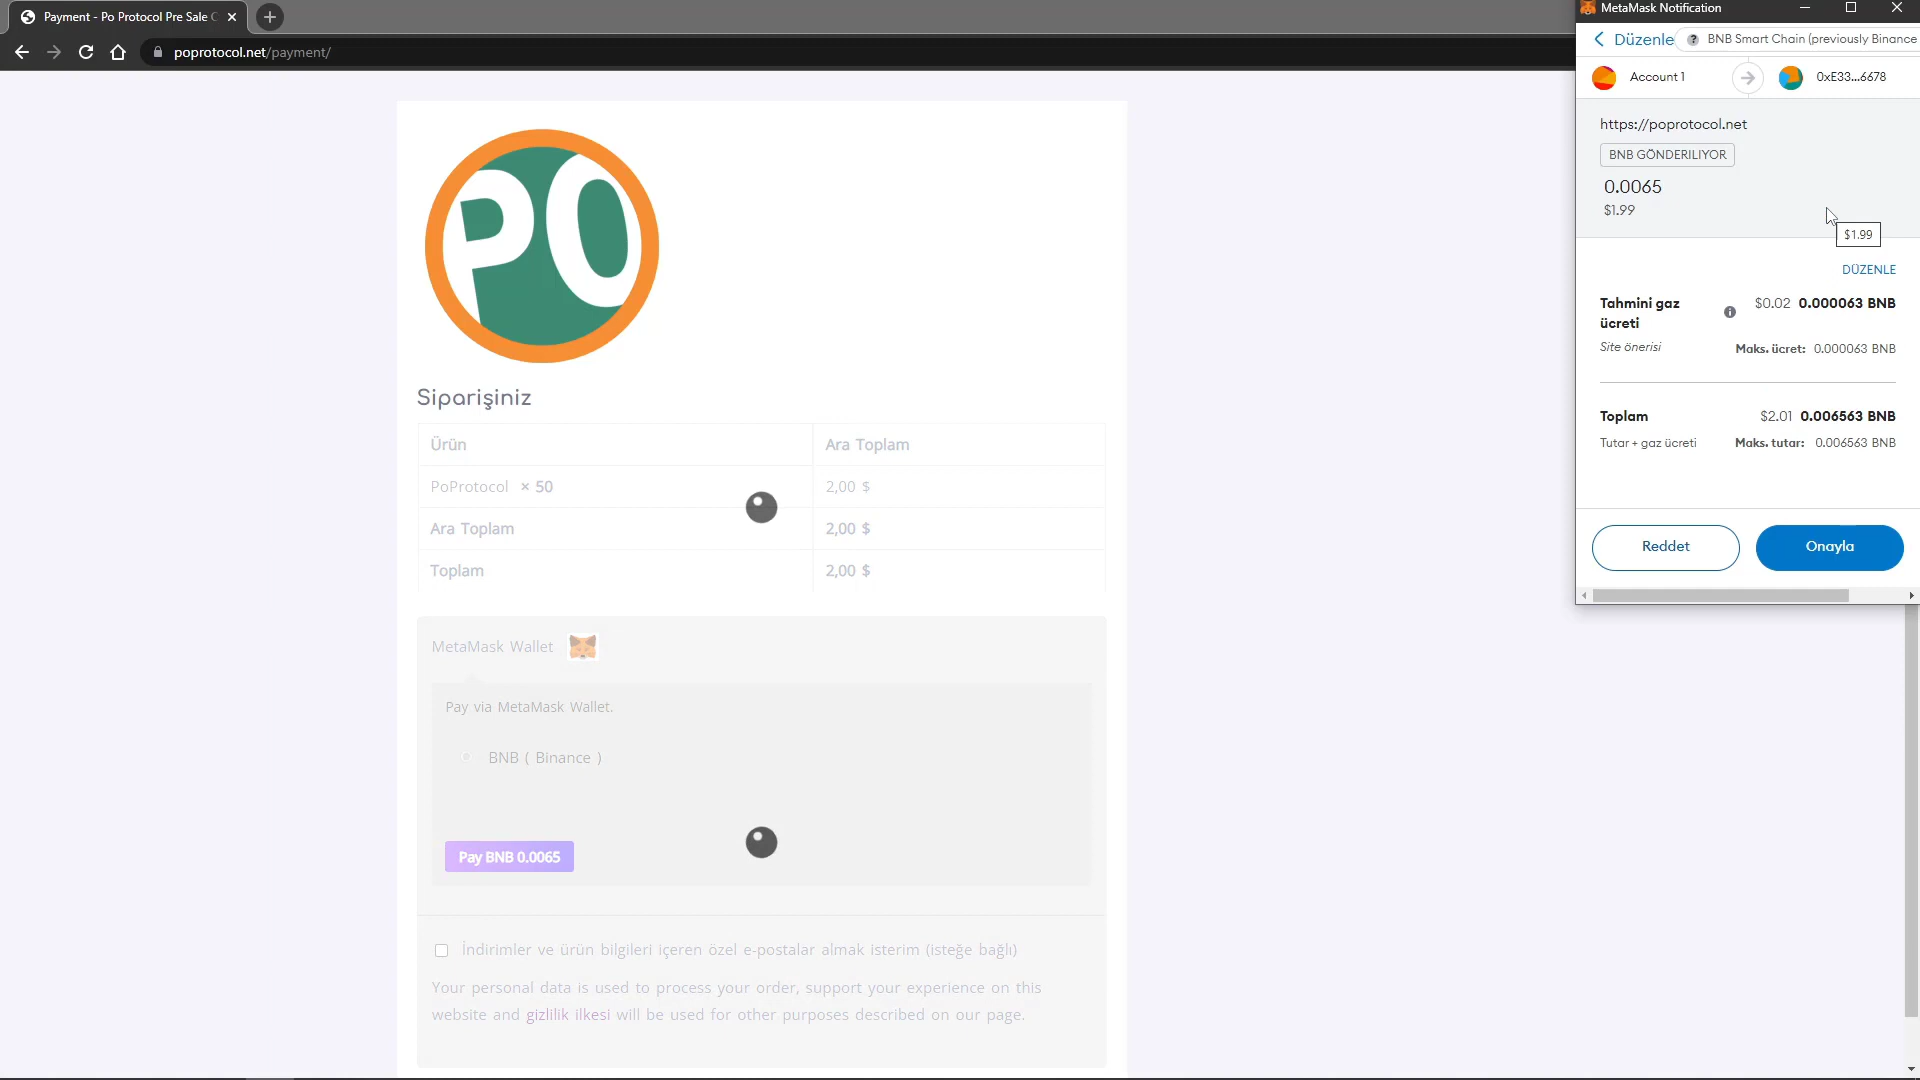 Payment - Po Protocol Pre Sale
poprotocol.net/payment/
PO
Siparişiniz
Ürün Ara Toplam
PoProtocol × 50 2,00 $
Ara Toplam 2,00 $
Toplam 2,00 $
MetaMask Wallet
Pay via MetaMask Wallet.
BNB ( Binance )
Pay BNB 0.0065
İndirimler ve ürün bilgileri içeren özel e-postalar almak isterim (isteğe bağlı)
Your personal data is used to process your order, support your experience on this
website and gizlilik ilkesi will be used for other purposes described on our page.
MetaMask Notification
Düzenle BNB Smart Chain (previously Binance
Account 1 0xE33...6678
https://poprotocol.net
BNB GÖNDERILIYOR
0.0065
$1.99
$1.99
DÜZENLE
Tahmini gaz
ücreti $0.02 0.000063 BNB
Site önerisi Maks. ücret: 0.000063 BNB
Toplam $2.01 0.006563 BNB
Tutar + gaz ücreti Maks. tutar: 0.006563 BNB
Reddet Onayla